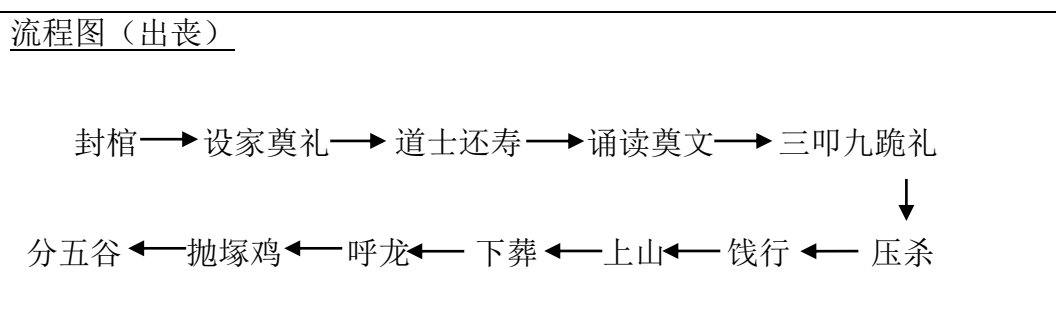 流程图（出丧）
封棺 设家奠礼 道士还寿 诵读奠文 三叩九跪礼
分五谷 抛塚鸡 呼龙 下葬 上山 饯行 压杀